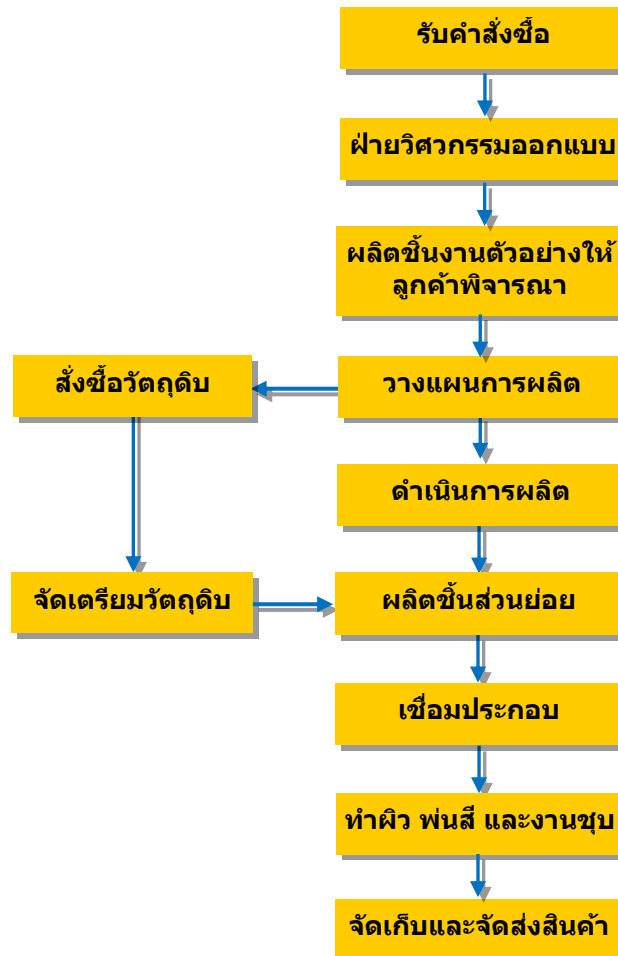 รับคำสั่งซื้อ
ฝ่ายวิศวกรรมออกแบบ
ผลิตชิ้นงานตัวอย่างให้
ลูกค้าพิจารณา
สั่งซื้อวัตถุดิบ
วางแผนการผลิต
ดำเนินการผลิต
จัดเตรียมวัตถุดิบ
ผลิตชิ้นส่วนย่อย
เชื่อมประกอบ
ทำผิว พ่นสี และงานชุบ
จัดเก็บและจัดส่งสินค้า